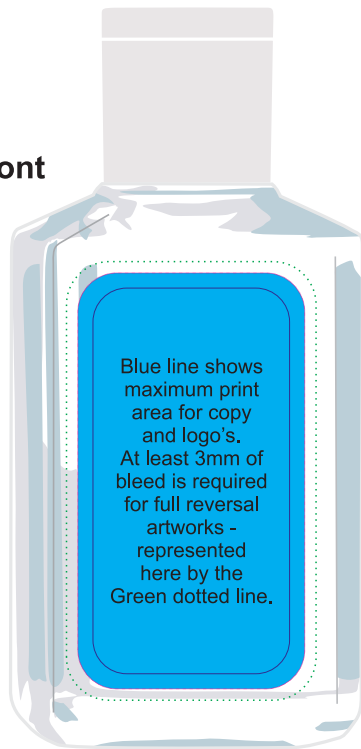 ont
Blue line shows
maximum print
area for copy
and logo's.
At least 3mm of
bleed is required
for full reversal
artworks -
represented
here by the
Green dotted line.